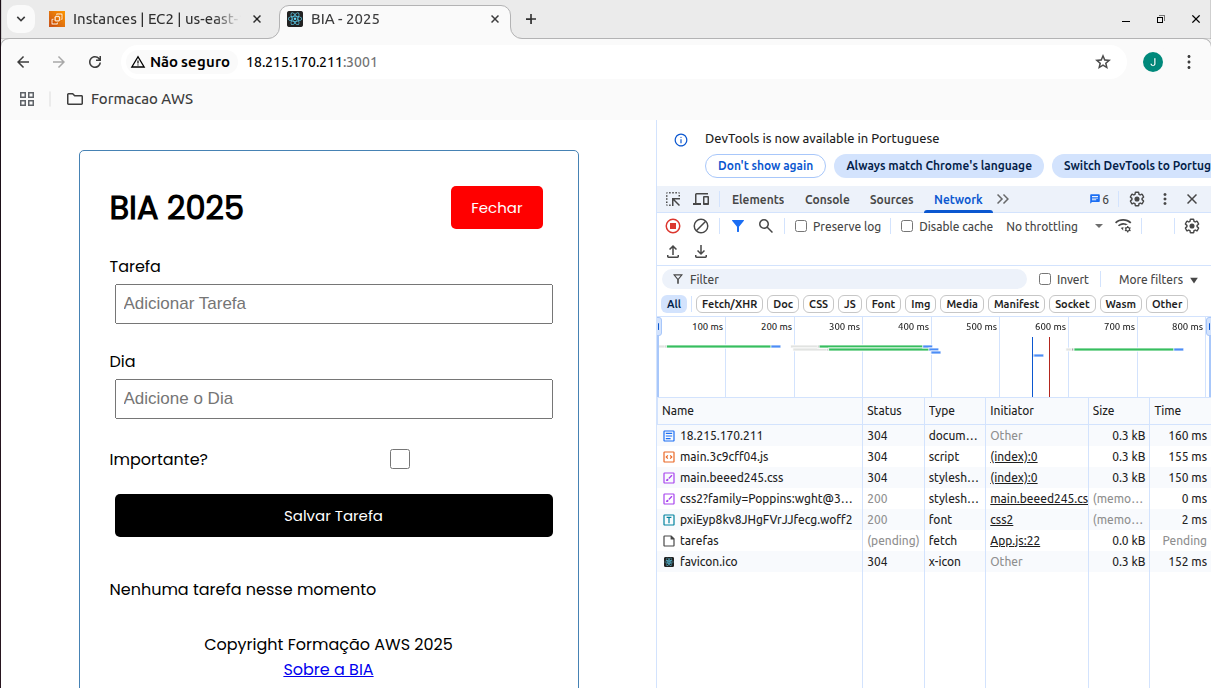 Instances | EC2 | us-east-
BIA - 2025
Não seguro
18.215.170.211:3001
J
Formacao AWS
BIA 2025
Fechar
Tarefa
Adicionar Tarefa
Dia
Adicione o Dia
Importante?
Salvar Tarefa
Nenhuma tarefa nesse momento
Copyright Formação AWS 2025
Sobre a BIA
DevTools is now available in Portuguese
Don't show again
Always match Chrome's language
Switch DevTools to Portug
Elements Console Sources Network 6
Preserve log Disable cache No throttling
Filter Invert More filters
All Fetch/XHR Doc CSS JS Font Img Media Manifest Socket Wasm Other
100 ms 200 ms 300 ms 400 ms 500 ms 600 ms 700 ms 800 ms
Name Status Type Initiator Size Time
18.215.170.211 304 docum... Other 0.3 kB 160 ms
main.3c9cff04.js 304 script (index):0 0.3 kB 155 ms
main.beeed245.css 304 stylesh... (index):0 0.3 kB 150 ms
css2?family=Poppins:wght@3... 200 stylesh... main.beeed245.cs (memo... 0 ms
pxiEyp8kv8JHgFVrJJfecg.woff2 200 font css2 (memo... 2 ms
tarefas (pending) fetch App.js:22 0.0 kB Pending
favicon.ico 304 x-icon Other 0.3 kB 152 ms